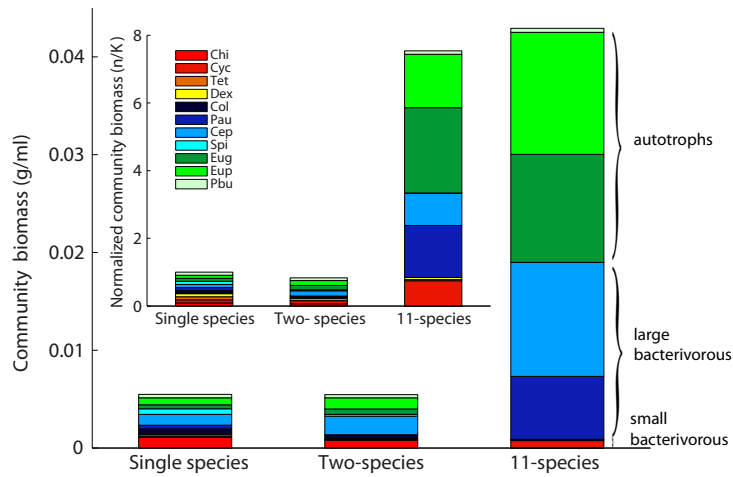 Community biomass (g/ml)
0.04
0.03
0.02
0.01
0
Normalized community biomass (n/K)
8
6
4
2
0
Chi
Cyc
Tet
Dex
Col
Pau
Cep
Spi
Eug
Eup
Pbu
Single species
Two- species
11-species
autotrophs
large
bacterivorous
small
bacterivorous
Single species
Two-species
11-species